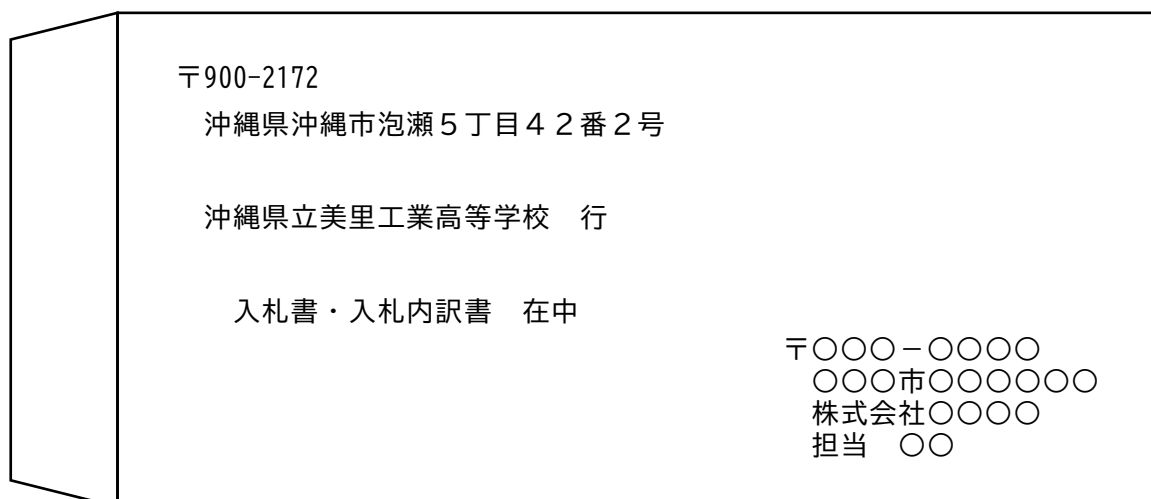 〒900-2172
沖縄県沖縄市泡瀬５丁目４２番２号
沖縄県立美里工業高等学校　行
入札書・入札内訳書　在中
〒○○○－○○○○
○○○市○○○○○○
株式会社○○○○
担当　○○